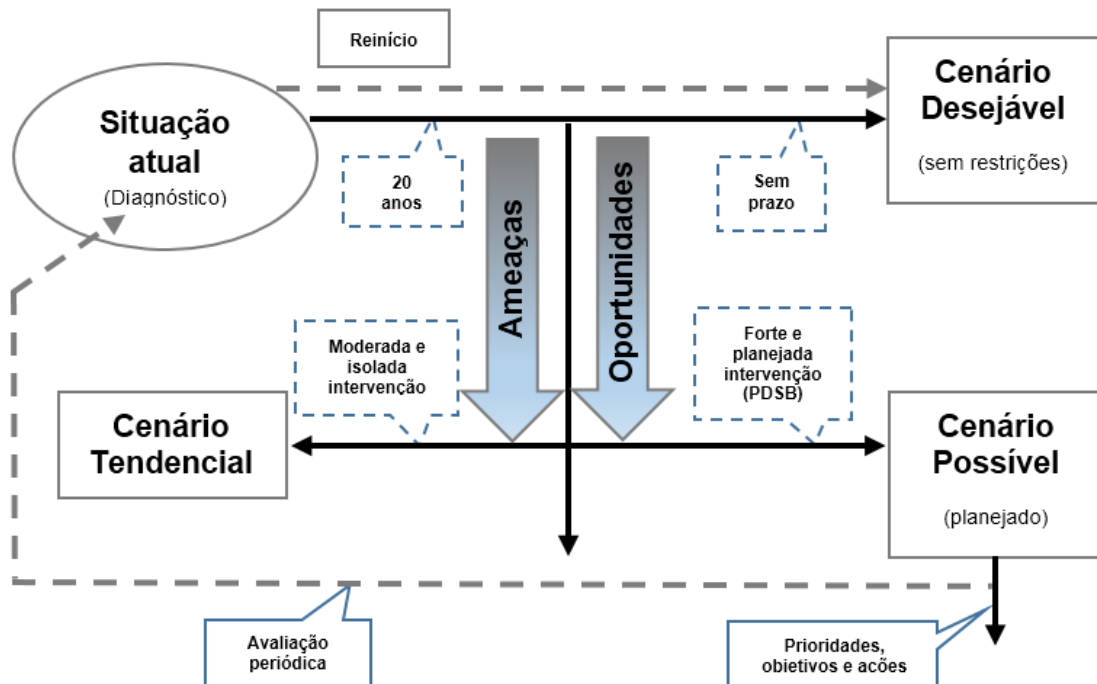 Reinício
Situação
atual
(Diagnóstico)
Cenário
Desejável
(sem restrições)
20
anos
Sem
prazo
Ameaças
Oportunidades
Moderada e
isolada
intervenção
Forte e
planejada
intervenção
(PDSB)
Cenário
Tendencial
Cenário
Possível
(planejado)
Avaliação
periódica
Prioridades,
objetivos e acões